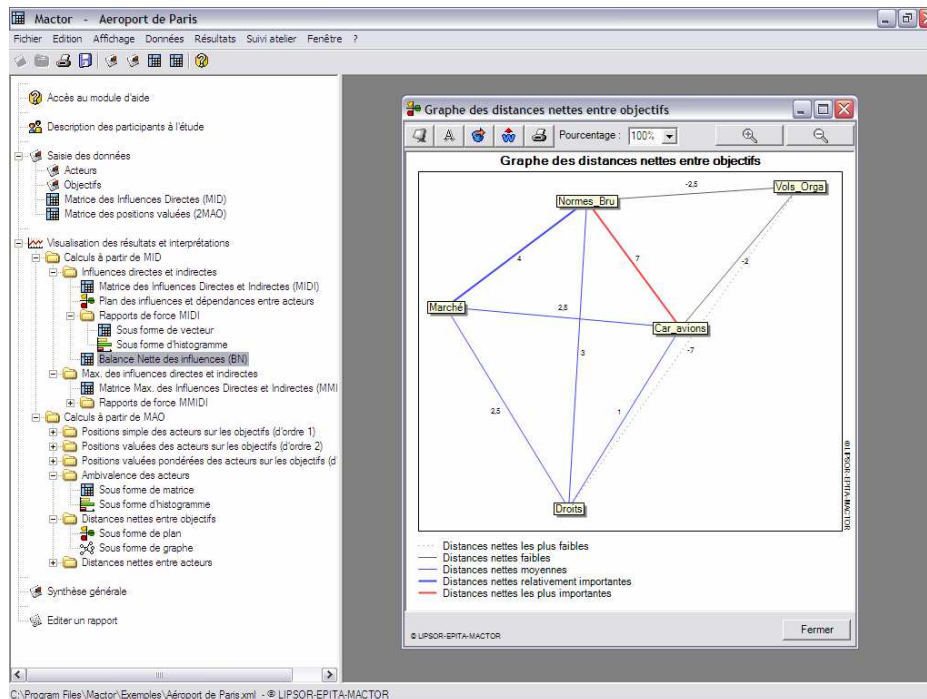 Mactor - Aeroport de Paris
Fichier Edition Affichage Données Résultats Suivi atelier Fenêtre ?
Accès au module d'aide
Description des participants à l'étude
Saisie des données
Acteurs
Objectifs
Matrice des Influences Directes (MID)
Matrice des positions valuées (2MAO)
Visualisation des résultats et interprétations
Calculs à partir de MID
Influences directes et indirectes
Matrice des Influences Directes et Indirectes (MIDI)
Plan des influences et dépendances entre acteurs
Rapports de force MIDI
Sous forme de vecteur
Sous forme d'histogramme
Balance Nette des influences (BN)
Max. des influences directes et indirectes
Matrice Max. des Influences Directes et Indirectes (MMI
Rapports de force MMIDI
Calculs à partir de MAO
Positions simple des acteurs sur les objectifs (d'ordre 1)
Positions valuées des acteurs sur les objectifs (d'ordre 2)
Positions valuées pondérées des acteurs sur les objectifs (d'
Ambivalence des acteurs
Sous forme de matrice
Sous forme d'histogramme
Distances nettes entre objectifs
Sous forme de plan
Sous forme de graphe
Distances nettes entre acteurs
Synthèse générale
Editer un rapport
Graphe des distances nettes entre objectifs
A Pourcentage : 100%
Graphe des distances nettes entre objectifs
-2,5
Vols_Orga
Normes_Bru
4
7
-2
Marché
2,5
Car_avions
3
-7
2,5
1
Droits
© LIPSOR-EPITA-MACTOR
Distances nettes les plus faibles
Distances nettes faibles
Distances nettes moyennes
Distances nettes relativement importantes
Distances nettes les plus importantes
© LIPSOR-EPITA-MACTOR
Fermer
C:\Program Files\Mactor\Exemples\Aéroport de Paris.xml - © LIPSOR-EPITA-MACTOR